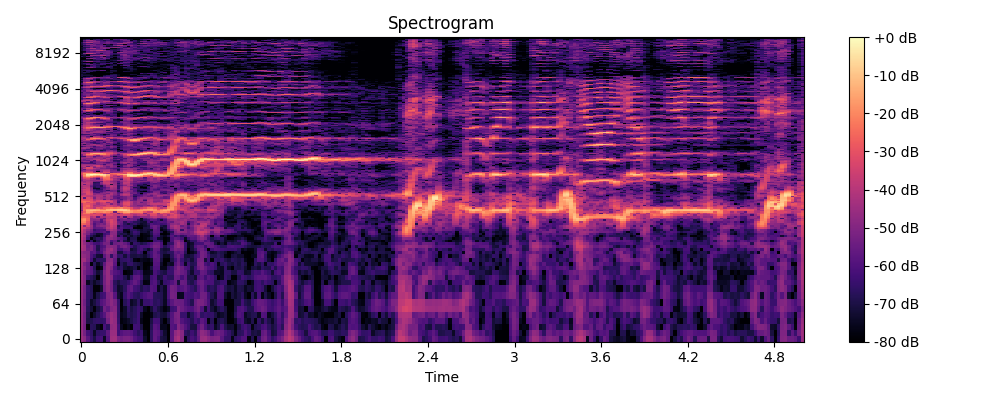 Spectrogram
Frequency
8192
4096
2048
1024
512
256
128
64
0
0 0.6 1.2 1.8 2.4 3 3.6 4.2 4.8
Time
+0 dB
-10 dB
-20 dB
-30 dB
-40 dB
-50 dB
-60 dB
-70 dB
-80 dB